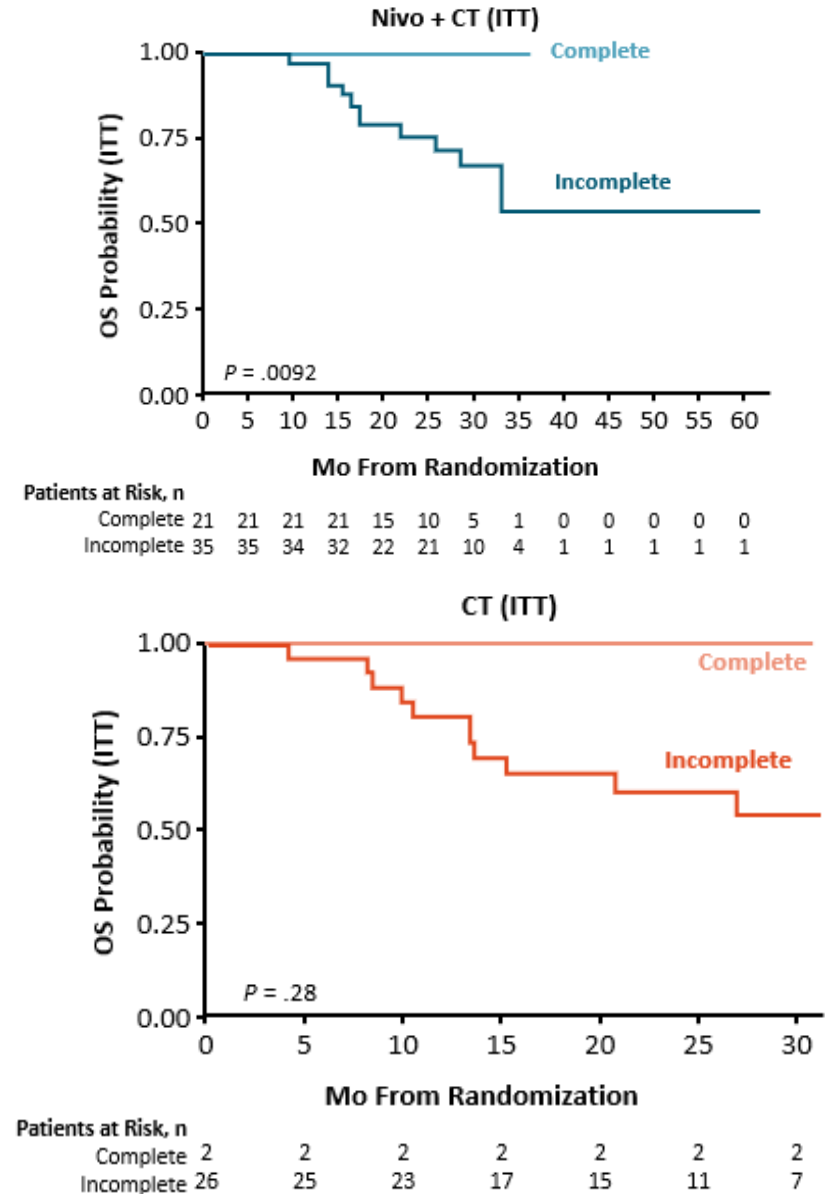 Nivo + CT (ITT)
1.00
Complete
0.75
Incomplete
0.50
0.25
P = .0092
0.00
OS Probability (ITT)
0 5 10 15 20 25 30 35 40 45 50 55 60
Mo From Randomization
Patients at Risk, n
Complete 21 21 21 21 15 10 5 1 0 0 0 0
Incomplete 35 35 34 32 22 21 10 4 1 1 1 1 1
CT (ITT)
1.00
Complete
0.75
Incomplete
0.50
0.25
P = .28
0.00
OS Probability (ITT)
0 5 10 15 20 25 30
Mo From Randomization
Patients at Risk, n
Complete 2 2 2 2 2 2 2
Incomplete 26 25 23 17 15 11 7